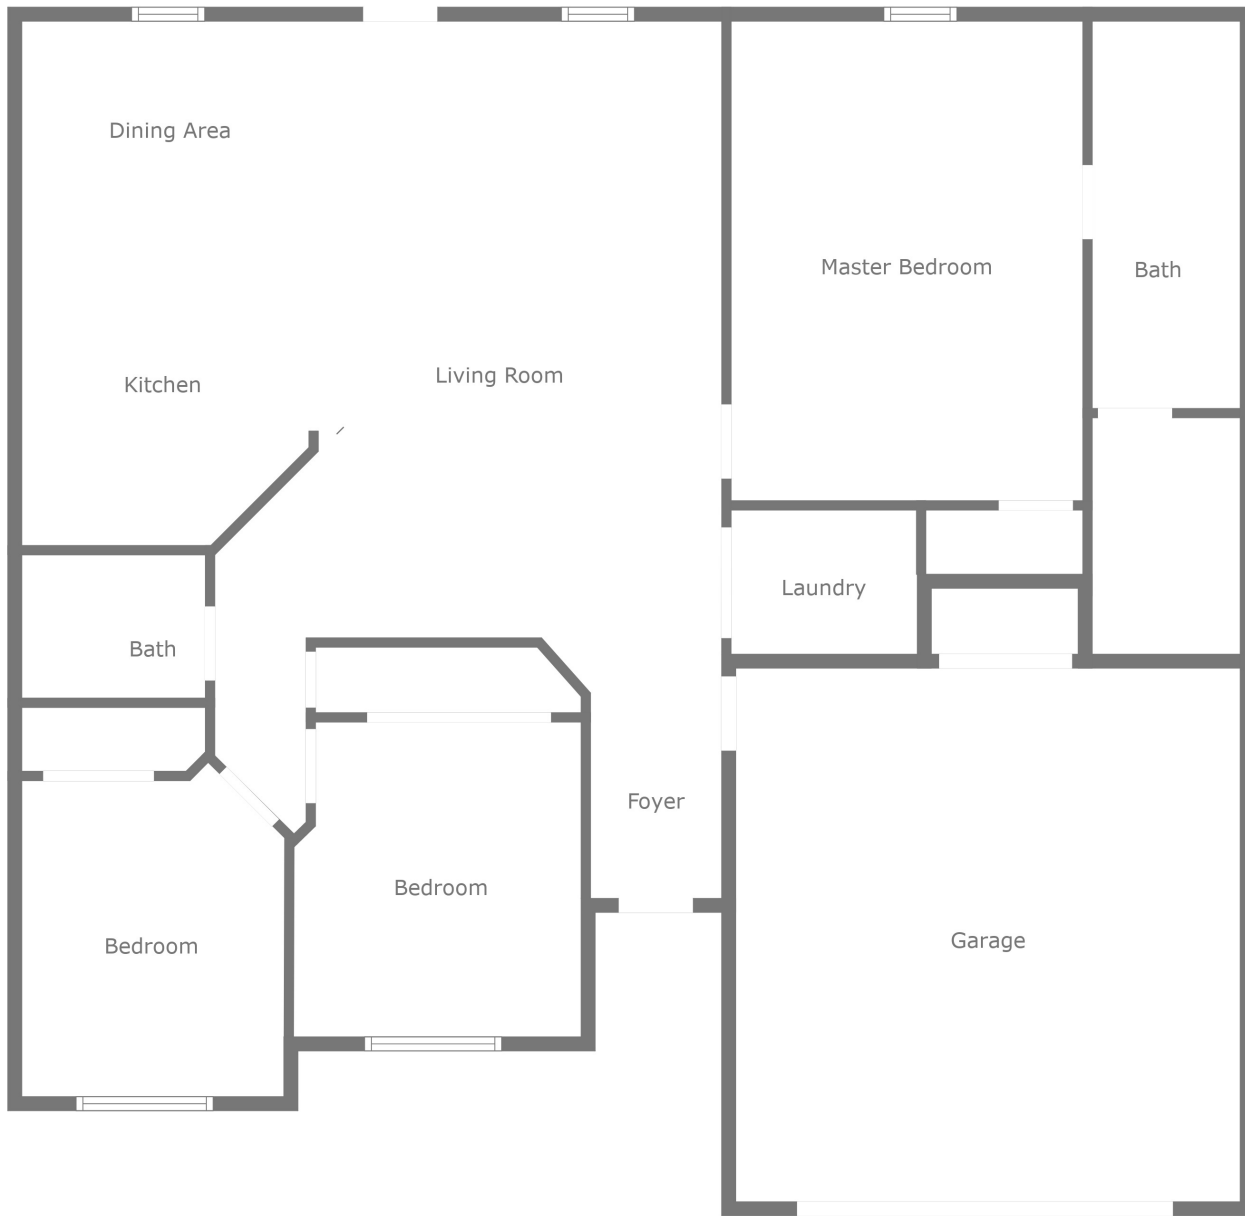 Dining Area
Master Bedroom
Bath
Living Room
Kitchen
Laundry
Bath
Foyer
Bedroom
Garage
Bedroom